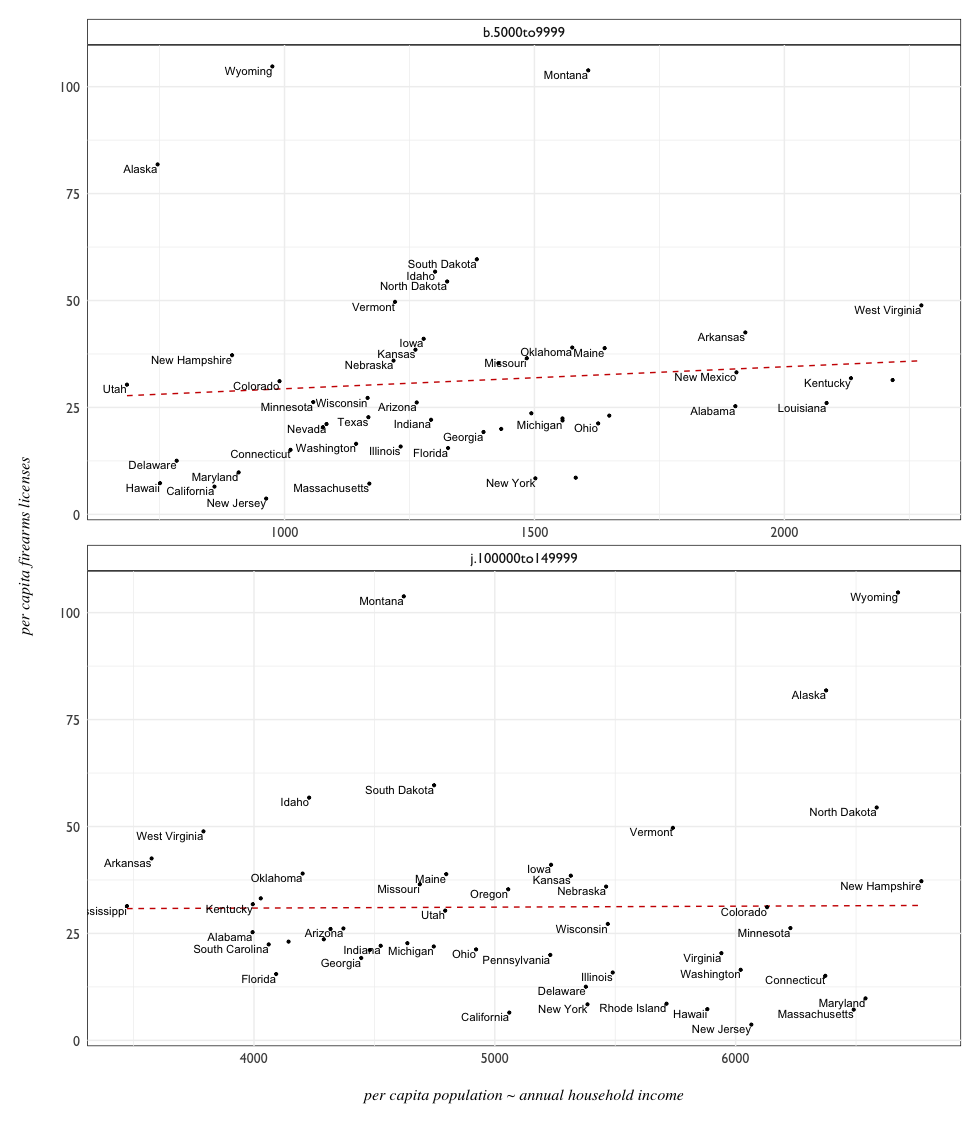 b.5000to9999
100
75
50
25
0
Wyoming
Montana
Alaska
South Dakota
Idaho
North Dakota
Vermont
West Virginia
Arkansas
Iowa
Kansas
Oklahoma
Maine
New Hampshire
Nebraska
Missouri
New Mexico
Utah
Colorado
Kentucky
Minnesota
Wisconsin
Arizona
Alabama
Louisiana
Nevada
Texas
Indiana
Michigan
Ohio
Georgia
Connecticut
Washington
Illinois
Florida
Delaware
Maryland
Hawaii
California
New Jersey
Massachusetts
New York
1000
1500
2000
per capita firearms licenses
j.100000to149999
100
75
50
25
0
Montana
Wyoming
Alaska
South Dakota
Idaho
North Dakota
West Virginia
Vermont
Arkansas
Iowa
Oklahoma
Maine
Kansas
Missouri
Oregon
Nebraska
New Hampshire
ssissippi
Kentucky
Utah
Colorado
Alabama
Arizona
Wisconsin
Minnesota
South Carolina
Indiana
Michigan
Ohio
Georgia
Pennsylvania
Virginia
Washington
Florida
Illinois
Connecticut
Delaware
New York
Rhode Island
Maryland
California
Hawaii
Massachusetts
New Jersey
4000
5000
6000
per capita population ~ annual household income